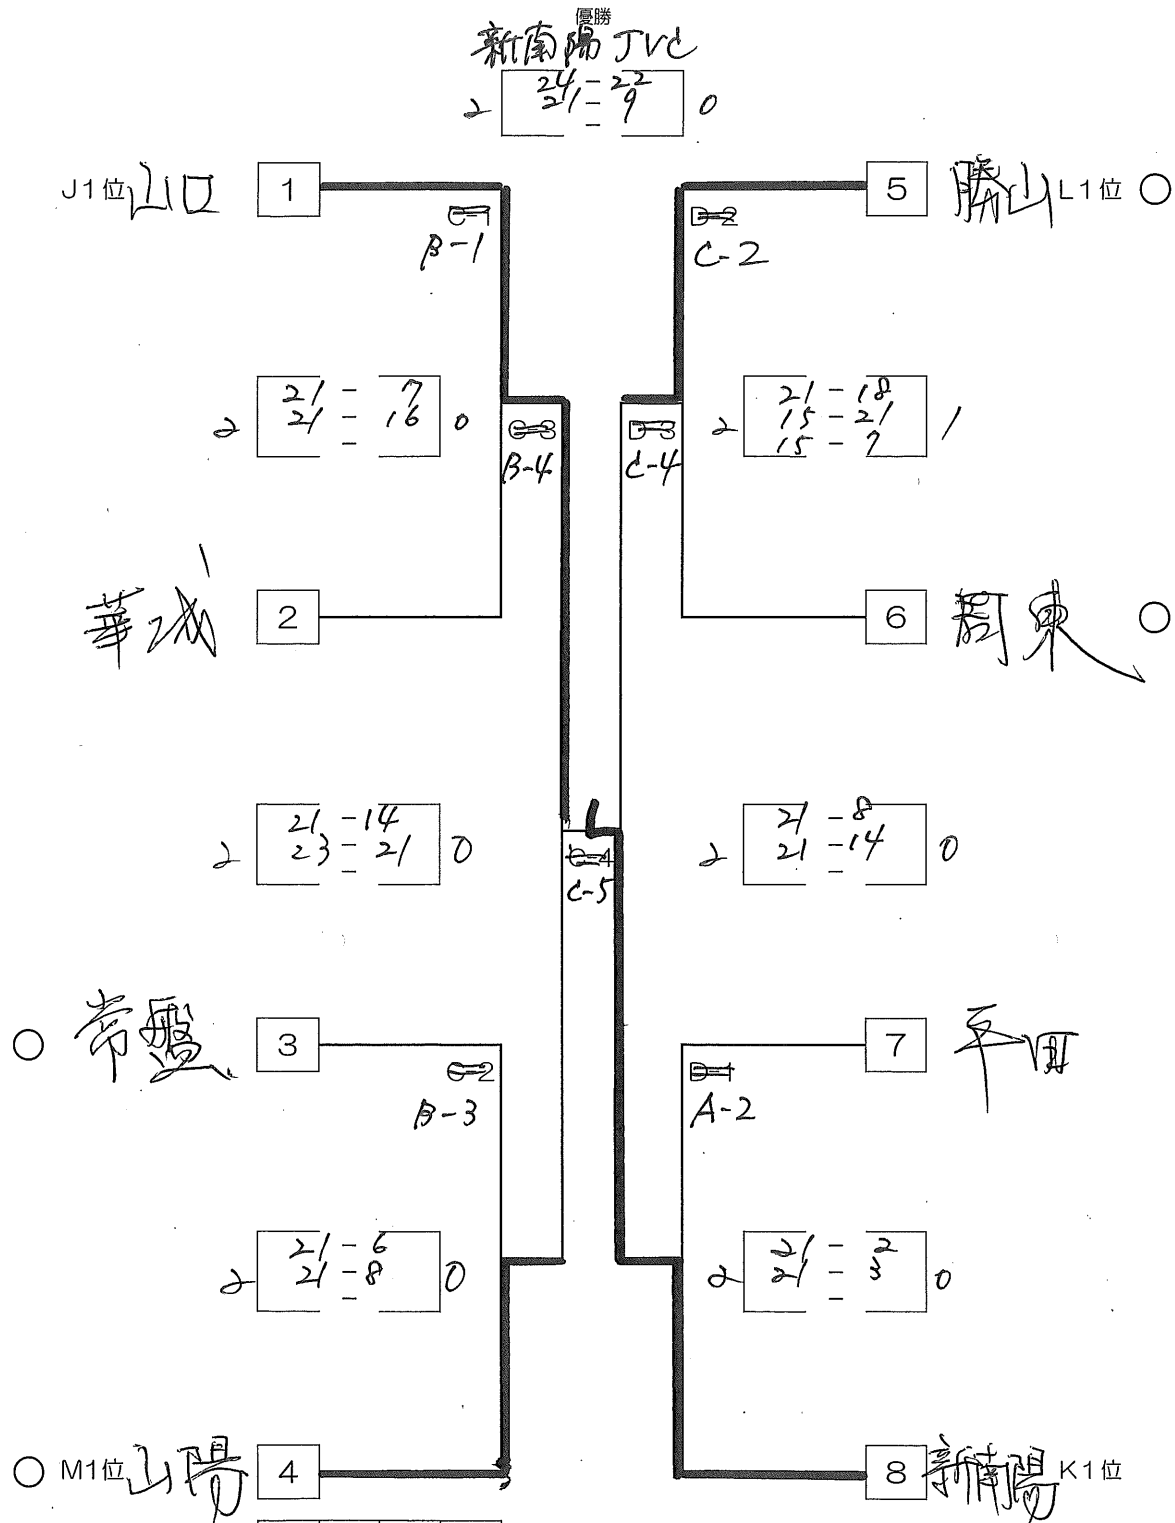 優勝
新南陽 JVC
24 - 22
2 21 - 9 0
-
J1位 山口 1
5 勝山 L1位 ○
B-1
C-2
21 - 7
2 21 - 16 0
-
21 - 18
2 15 - 21 1
15 - 7
B-4
C-4
華城 2
6 周東 ○
21 - 14
2 23 - 21 0
-
21 - 8
2 21 - 14 0
-
C-5
○ 常盤 3
7 平田
B-3
A-2
21 - 6
2 21 - 8 0
-
21 - 2
2 21 - 3 0
-
○ M1位 山陽 4
8 新南陽 K1位